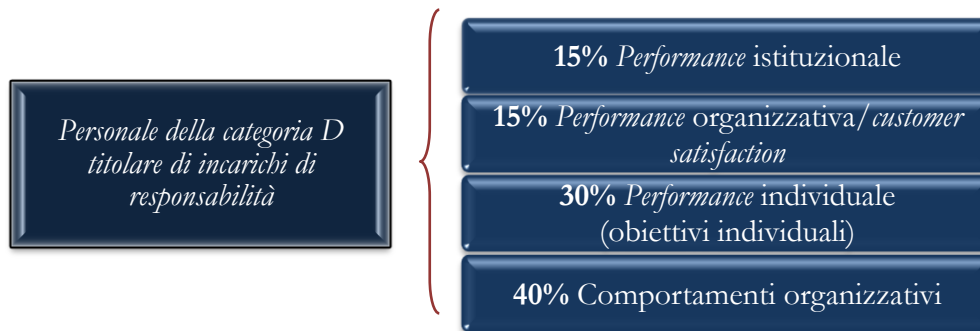 Personale della categoria D
titolare di incarichi di
responsabilità
15% Performance istituzionale
15% Performance organizzativa/customer
satisfaction
30% Performance individuale
(obiettivi individuali)
40% Comportamenti organizzativi